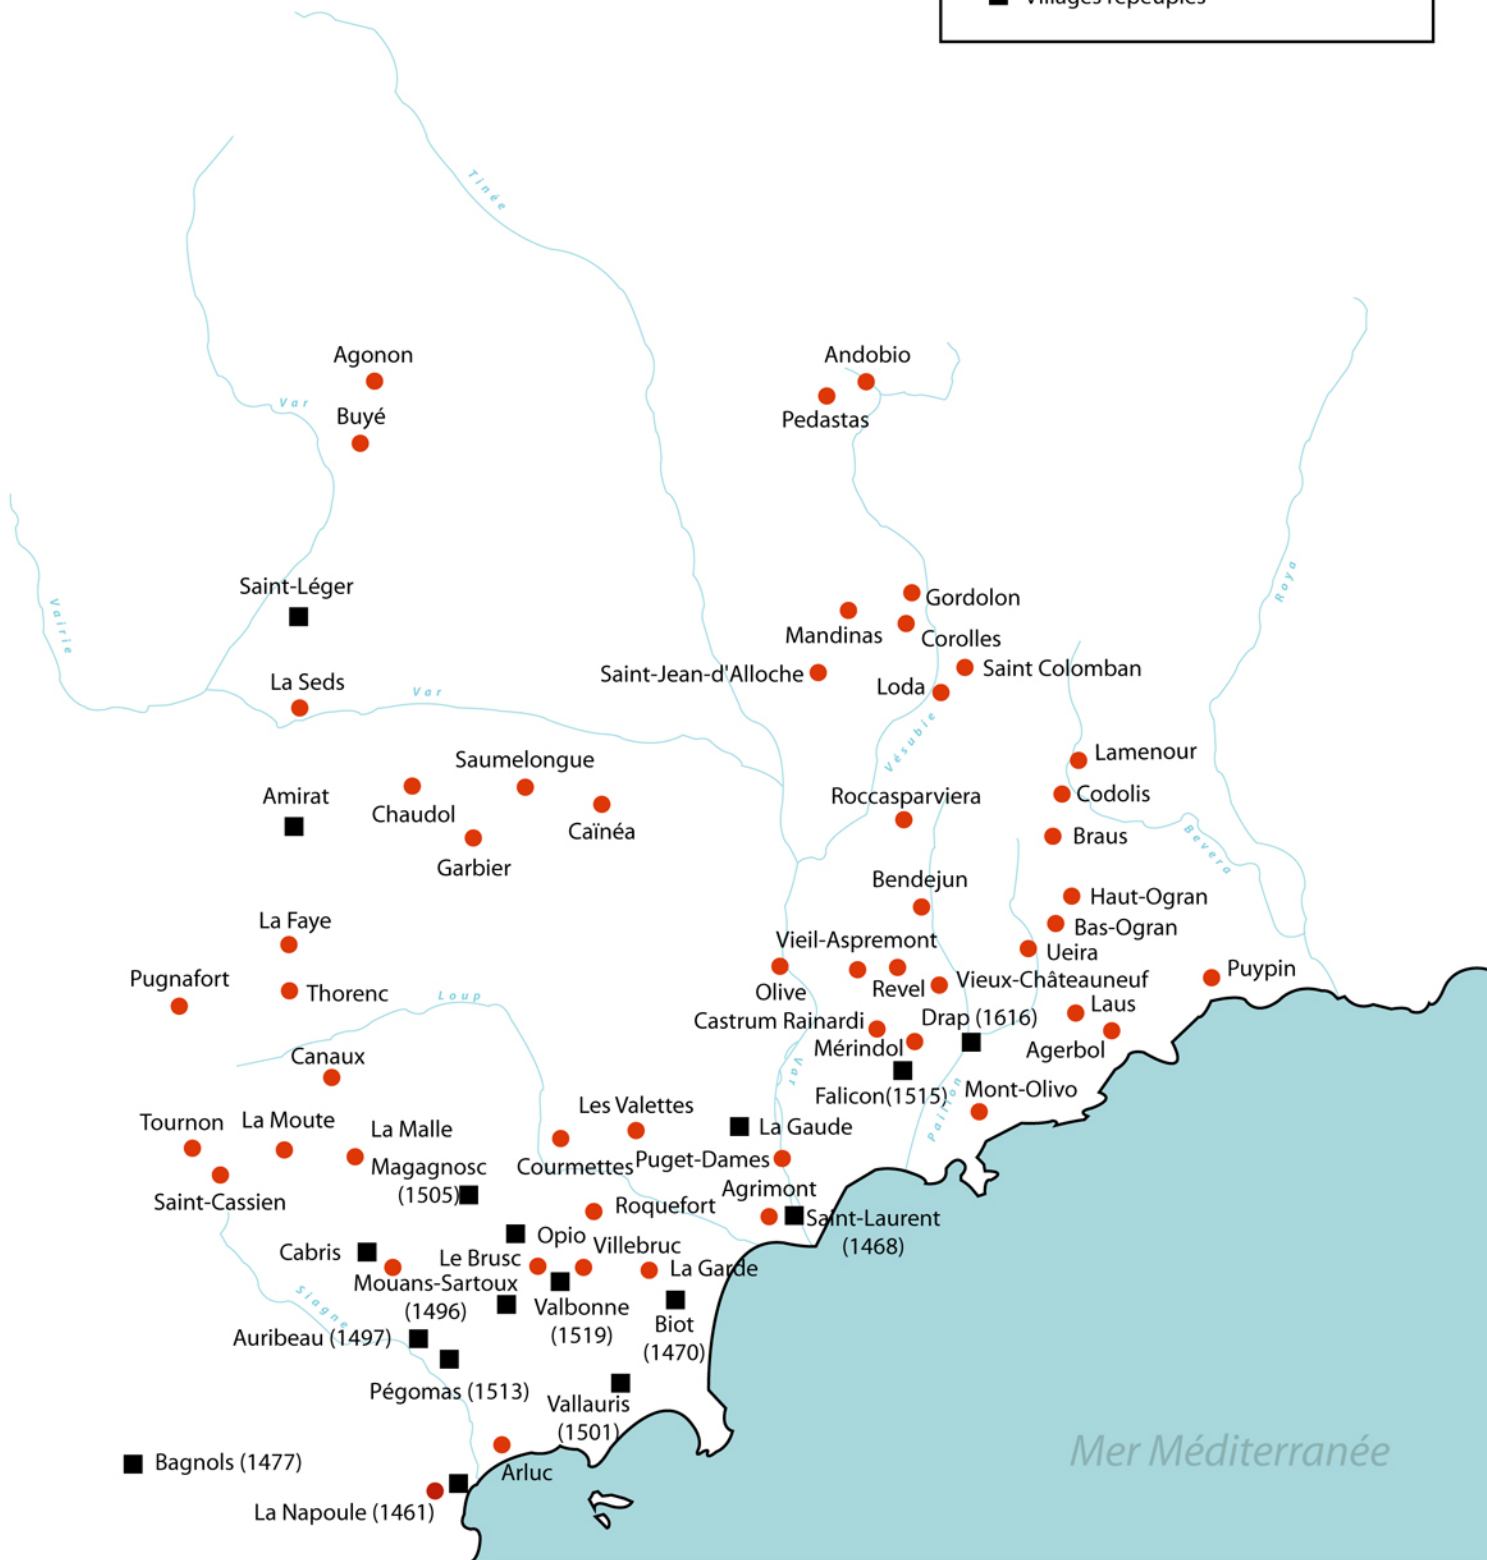 Villages repeuplés
Tinée
Agonon
Andobio
Var
Buyé
Pedastas
Roya
Vairie
Saint-Léger
Gordolon
Mandinas
Corolles
Saint-Jean-d'Alloche
Saint Colomban
La Seds
Loda
Var
Vésubie
Saumelongue
Lamenour
Amirat
Chaudol
Caïnéa
Roccasparviera
Codolis
Bevera
Braus
Garbier
Bendejun
Haut-Ogran
La Faye
Bas-Ogran
Vieil-Aspremont
Ueira
Pugnafort
Thorenc
Loup
Olive
Revel
Vieux-Châteauneuf
Puypin
Laus
Castrum Rainardi
Drap (1616)
Mérindol
Agerbol
Canaux
Var
Falicon(1515)
Paillon
Mont-Olivo
Tournon
La Moute
La Malle
Les Valettes
La Gaude
Magagnosc
(1505)
Courmettes
Puget-Dames
Saint-Cassien
Agrimont
Roquefort
Saint-Laurent
(1468)
Opio
Cabris
Le Brusc
Villebruc
La Garde
Mouans-Sartoux
(1496)
Siagne
Valbonne
(1519)
Biot
(1470)
Auribeau (1497)
Pégomas (1513)
Vallauris
(1501)
Bagnols (1477)
Arluc
La Napoule (1461)
Mer Méditerranée